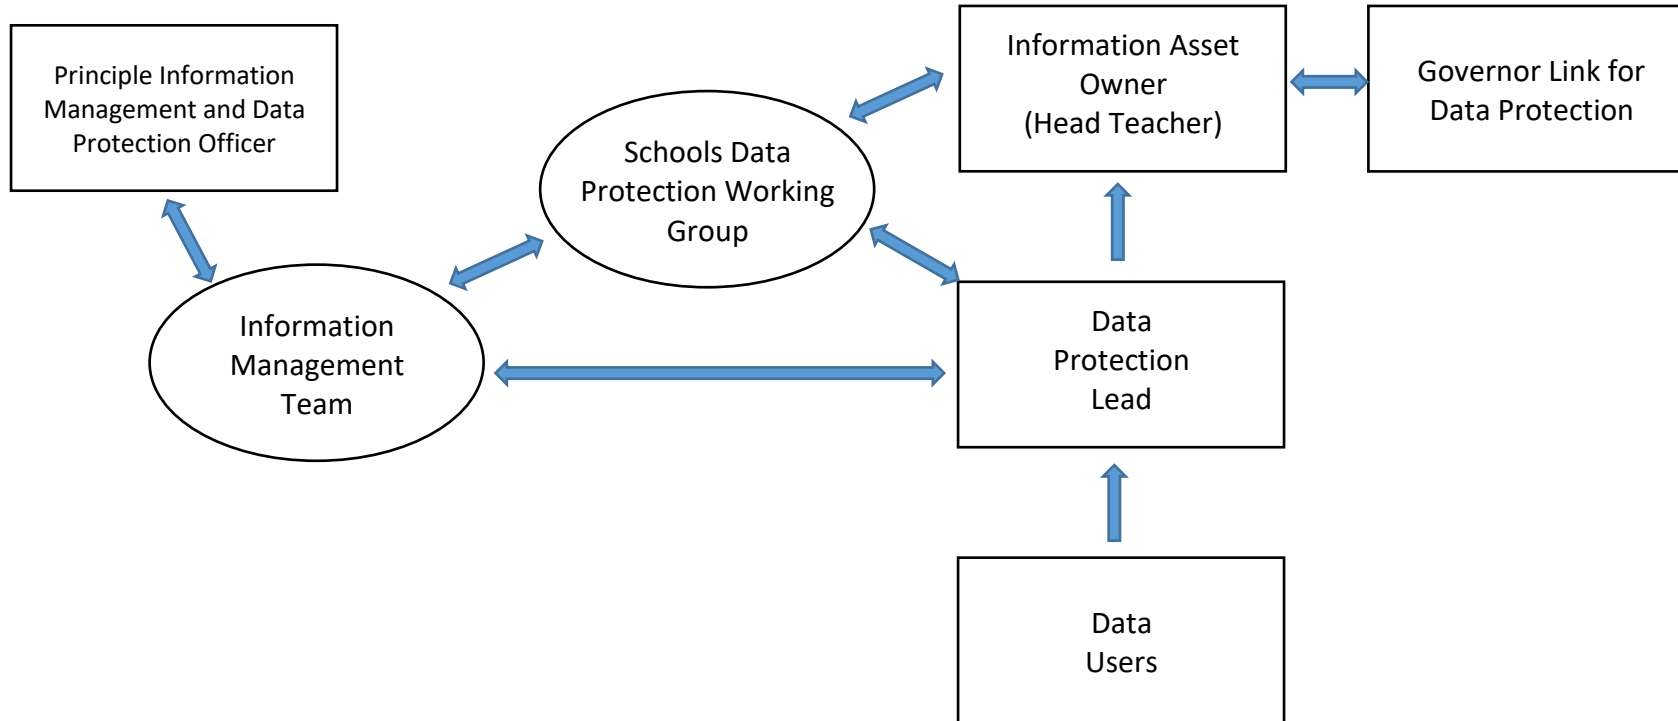 Principle Information
Management and Data
Protection Officer
Schools Data
Protection Working
Group
Information Asset
Owner
(Head Teacher)
Governor Link for
Data Protection
Information
Management
Team
Data
Protection
Lead
Data
Users